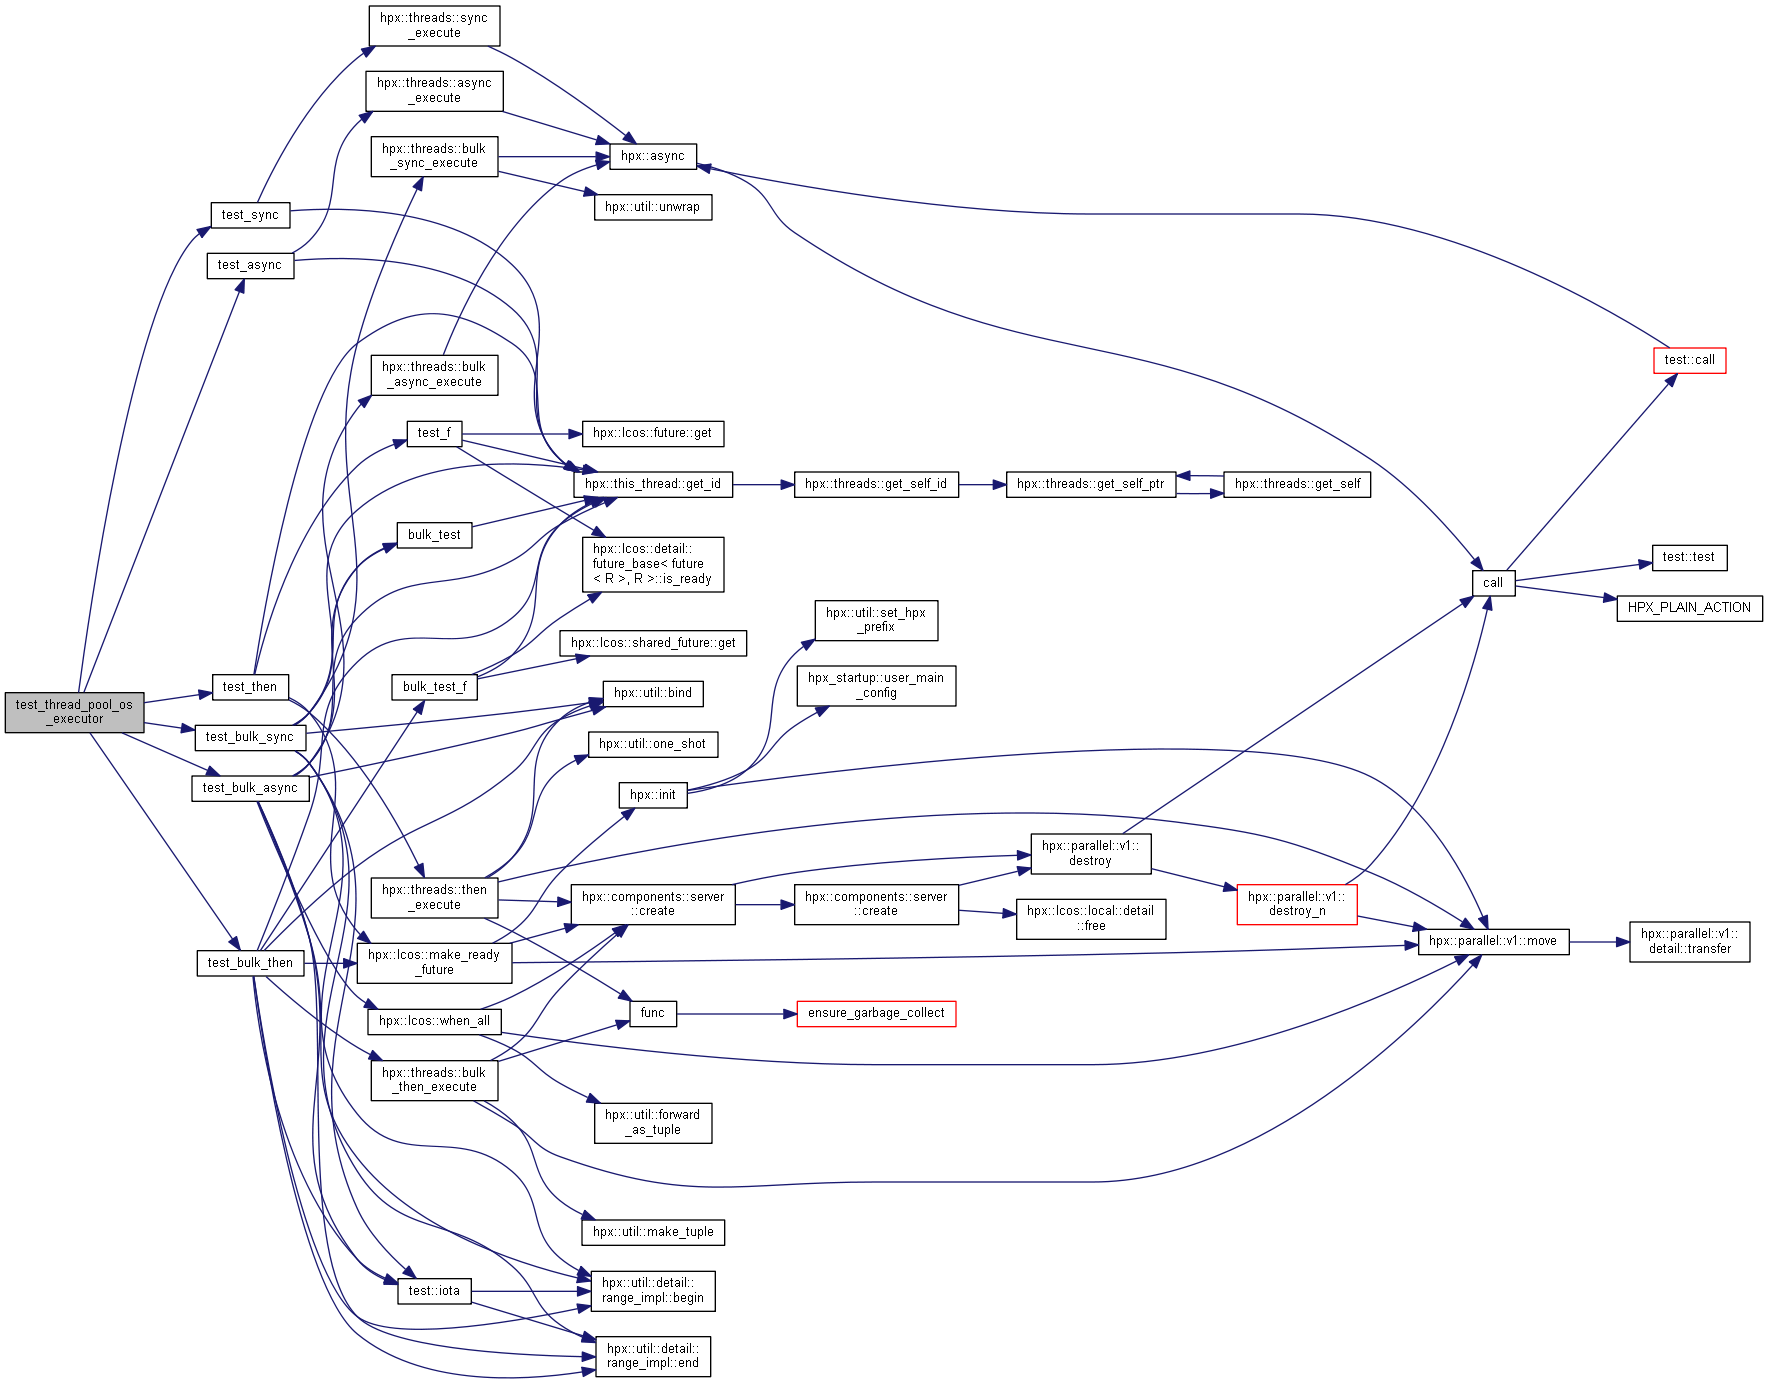 hpx::threads::sync
_execute
hpx::threads::async
_execute
hpx::threads::bulk
_sync_execute
hpx::async
hpx::util::unwrap
test_sync
test_async
test::call
hpx::threads::bulk
_async_execute
test_f
hpx::lcos::future::get
hpx::this_thread::get_id
hpx::threads::get_self_id
hpx::threads::get_self_ptr
hpx::threads::get_self
bulk_test
hpx::lcos::detail::
future_base< future
< R >, R >::is_ready
test::test
call
HPX_PLAIN_ACTION
hpx::util::set_hpx
_prefix
hpx::lcos::shared_future::get
hpx_startup::user_main
_config
test_then
bulk_test_f
hpx::util::bind
test_thread_pool_os
_executor
test_bulk_sync
hpx::util::one_shot
test_bulk_async
hpx::init
hpx::parallel::v1::
destroy
hpx::threads::then
_execute
hpx::components::server
::create
hpx::components::server
::create
hpx::parallel::v1::
destroy_n
hpx::lcos::local::detail
::free
hpx::parallel::v1::move
hpx::parallel::v1::
detail::transfer
test_bulk_then
hpx::lcos::make_ready
_future
hpx::lcos::when_all
func
ensure_garbage_collect
hpx::threads::bulk
_then_execute
hpx::util::forward
_as_tuple
hpx::util::make_tuple
test::iota
hpx::util::detail::
range_impl::begin
hpx::util::detail::
range_impl::end